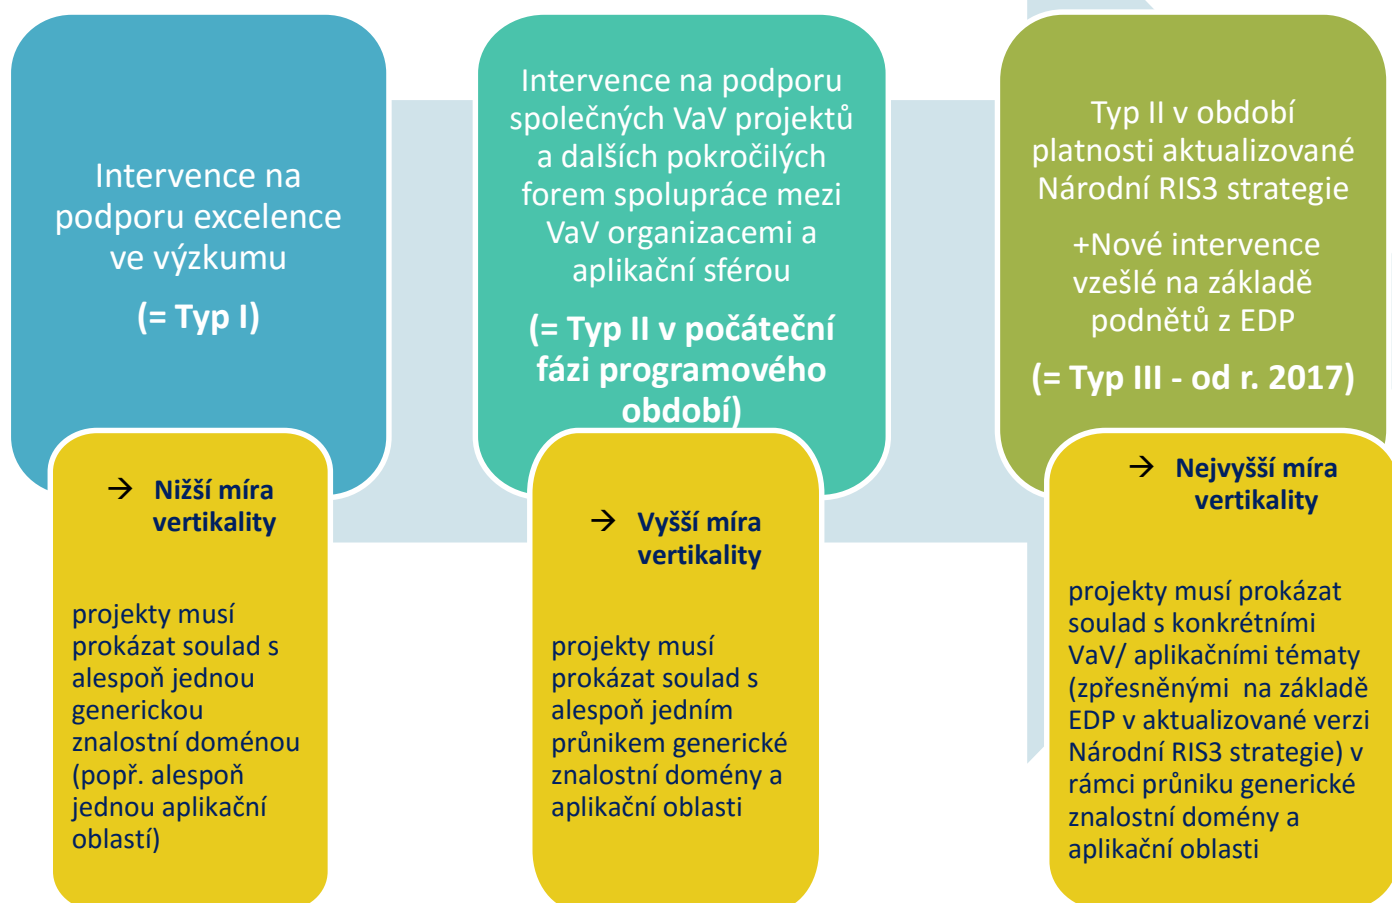 Intervence na
podporu excelence
ve výzkumu
(= Typ I)
→ Nižší míra
vertikality
projekty musí
prokázat soulad s
alespoň jednou
generickou
znalostní doménou
(popř. alespoň
jednou aplikační
oblastí)
Intervence na podporu
společných VaV projektů
a dalších pokročilých
forem spolupráce mezi
VaV organizacemi a
aplikační sférou
(= Typ II v počáteční
fázi programového
období)
→ Vyšší míra
vertikality
projekty musí
prokázat soulad s
alespoň jedním
průnikem generické
znalostní domény a
aplikační oblasti
Typ II v období
platnosti aktualizované
Národní RIS3 strategie
+Nové intervence
vzešlé na základě
podnětů z EDP
(= Typ III - od r. 2017)
→ Nejvyšší míra
vertikality
projekty musí prokázat
soulad s konkrétními
VaV/ aplikačními tématy
(zpřesněnými na základě
EDP v aktualizované verzi
Národní RIS3 strategie) v
rámci průniku generické
znalostní domény a
aplikační oblasti